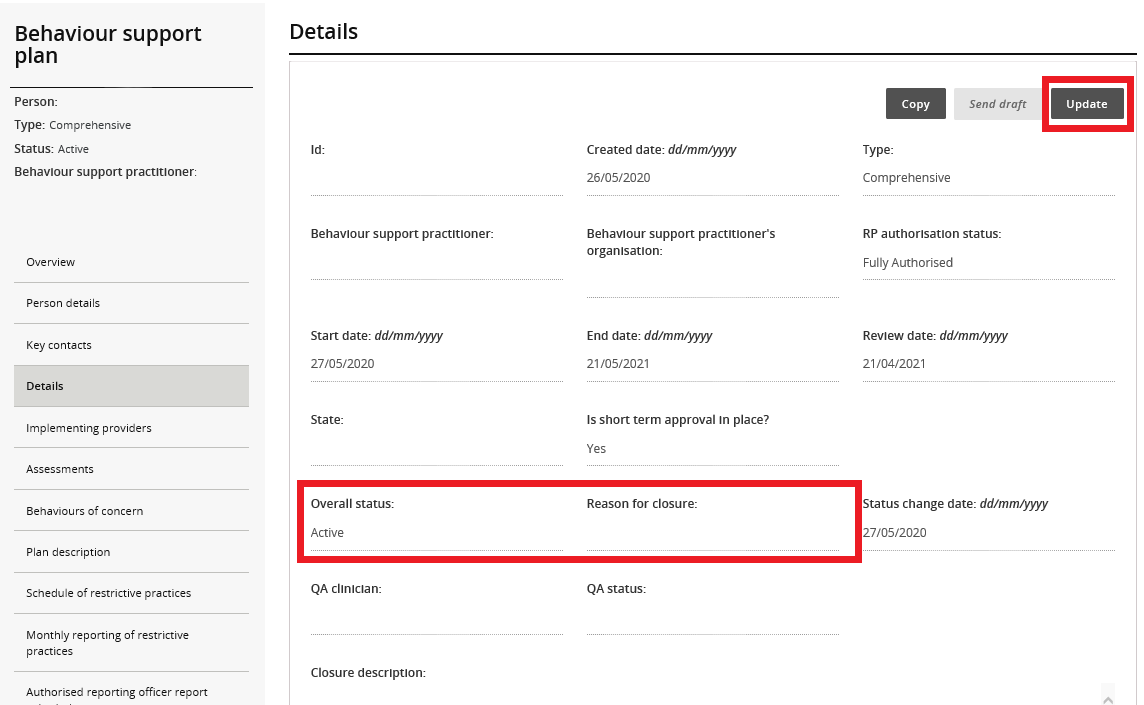 Behaviour support
plan
Person:
Type: Comprehensive
Status: Active
Behaviour support practitioner:
Overview
Person details
Key contacts
Details
Implementing providers
Assessments
Behaviours of concern
Plan description
Schedule of restrictive practices
Monthly reporting of restrictive
practices
Authorised reporting officer report
Details
Copy Send draft Update
Id: Created date: dd/mm/yyyy Type:
26/05/2020 Comprehensive
Behaviour support practitioner: Behaviour support practitioner's RP authorisation status:
organisation:
Fully Authorised
Start date: dd/mm/yyyy End date: dd/mm/yyyy Review date: dd/mm/yyyy
27/05/2020 21/05/2021 21/04/2021
State: Is short term approval in place?
Yes
Overall status: Reason for closure: Status change date: dd/mm/yyyy
Active 27/05/2020
QA clinician: QA status:
Closure description: